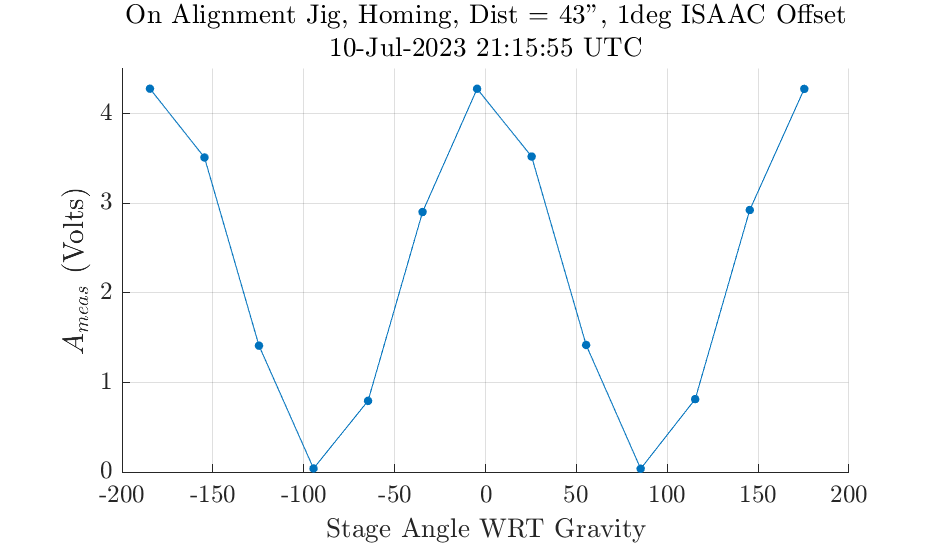 On Alignment Jig, Homing, Dist = 43”, 1deg ISAAC Offset
10-Jul-2023 21:15:55 UTC
4
3
2
1
0
A_meas (Volts)
-200 -150 -100 -50 0 50 100 150 200
Stage Angle WRT Gravity